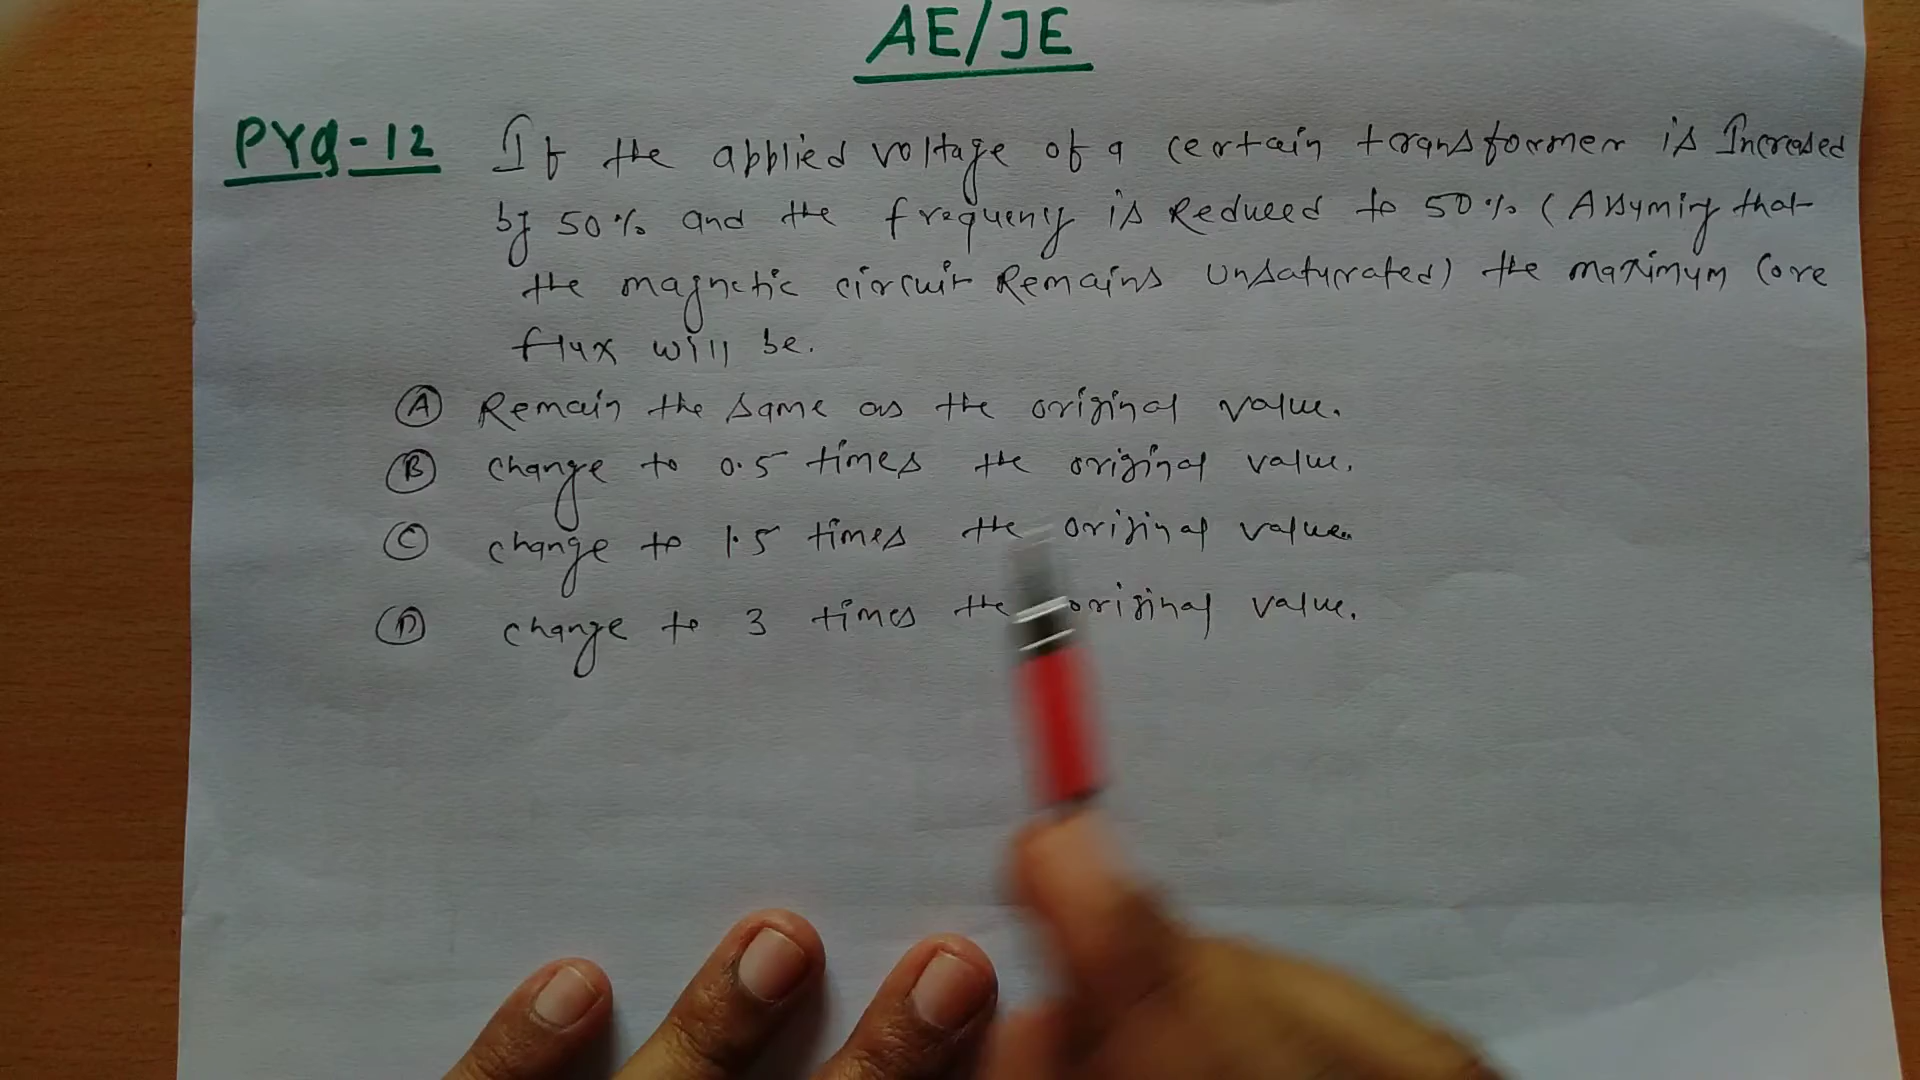 AE/JE
PYQ-12 If the applied voltage of a certain transformer is Increased
by 50% and the frequency is Reduced to 50% (Assuming that
the magnetic circuit Remains Unsaturated) the maximum Core
flux will be.
(A) Remain the same as the original value.
(B) change to 0.5 times the original value.
(C) change to 1.5 times the original value.
(D) change to 3 times the original value.